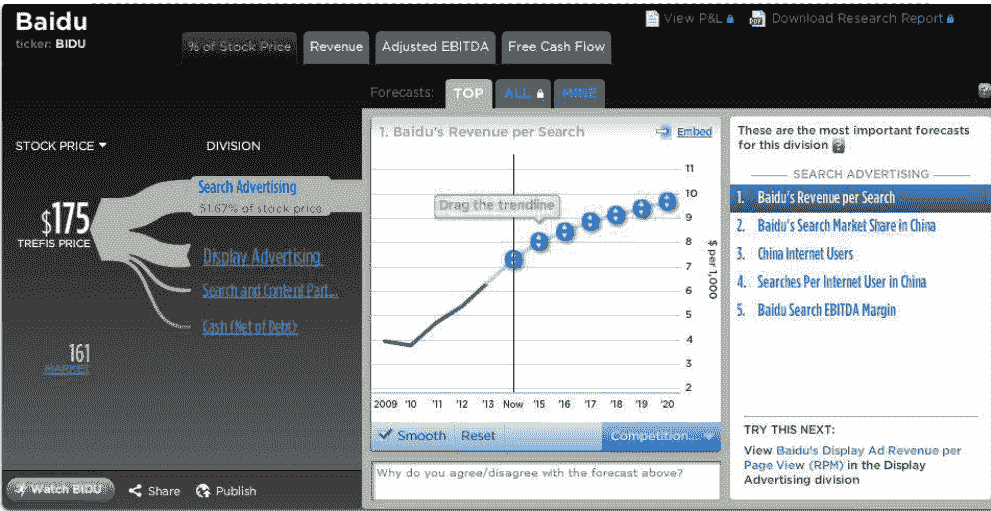 Baidu
ticker: BIDU
View P&L
Download Research Report
% of Stock Price
Revenue
Adjusted EBITDA
Free Cash Flow
Forecasts:
TOP
ALL
MINE
STOCK PRICE
DIVISION
$175
TREFIS PRICE
161
MARKET
Search Advertising
51.67% of stock price
Display Advertising
Search and Content Part...
Cash (Net of Debt)
1. Baidu's Revenue per Search
Embed
Drag the trendline
11
10
9
8
7
6
5
4
3
2
$ per 1,000
2009 '10 '11 '12 '13 Now '15 '16 '17 '18 '19 '20
Smooth
Reset
Competition...
Why do you agree/disagree with the forecast above?
These are the most important forecasts
for this division ?
SEARCH ADVERTISING
1. Baidu's Revenue per Search
2. Baidu's Search Market Share in China
3. China Internet Users
4. Searches Per Internet User in China
5. Baidu Search EBITDA Margin
TRY THIS NEXT:
View Baidu's Display Ad Revenue per
Page View (RPM) in the Display
Advertising division
Watch BIDU
Share
Publish